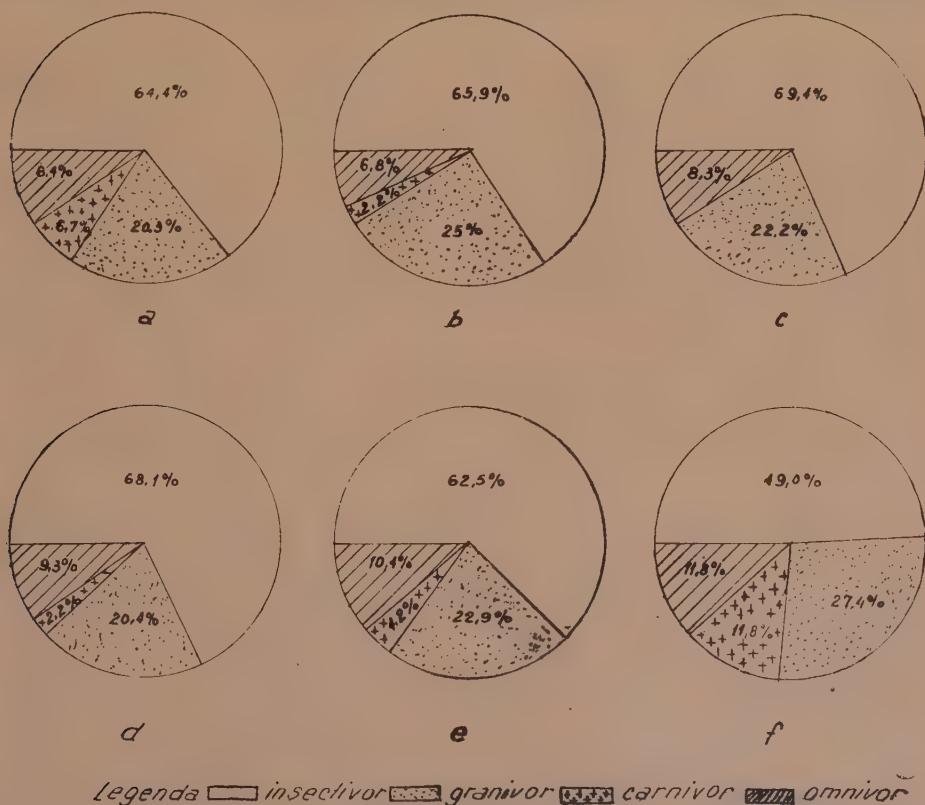 64,4% 65,9% 69,4%
8,4% 6,8% 8,3%
6,7% 20,3% 2,2% 25% 22,2%
a b c
68,1% 62,5% 49,0%
9,3% 10,4% 11,8%
2,2% 20,4% 4,2% 22,9% 11,8% 27,4%
d e f
Legenda insectivor granivor carnivor omnivor